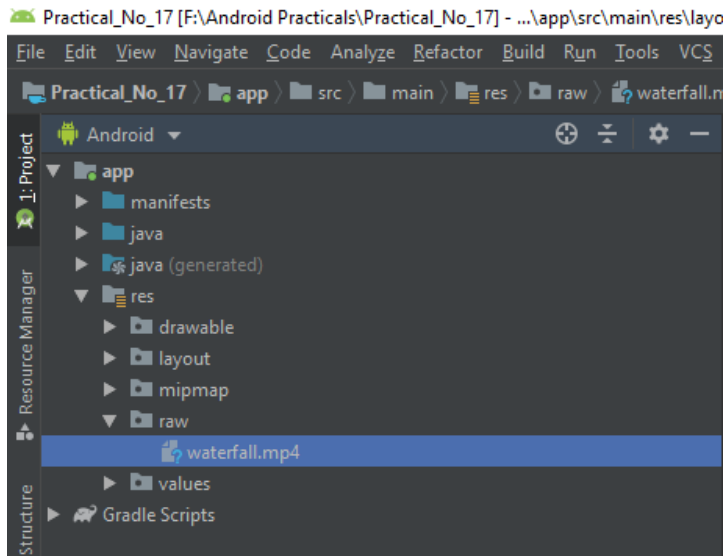 Practical_No_17 [F:\Android Practicals\Practical_No_17] - ...\app\src\main\res\layo
File Edit View Navigate Code Analyze Refactor Build Run Tools VCS
Practical_No_17 app src main res raw waterfall.m
Android
1: Project
app
manifests
java
java (generated)
res
Resource Manager
drawable
layout
mipmap
raw
waterfall.mp4
values
Structure
Gradle Scripts